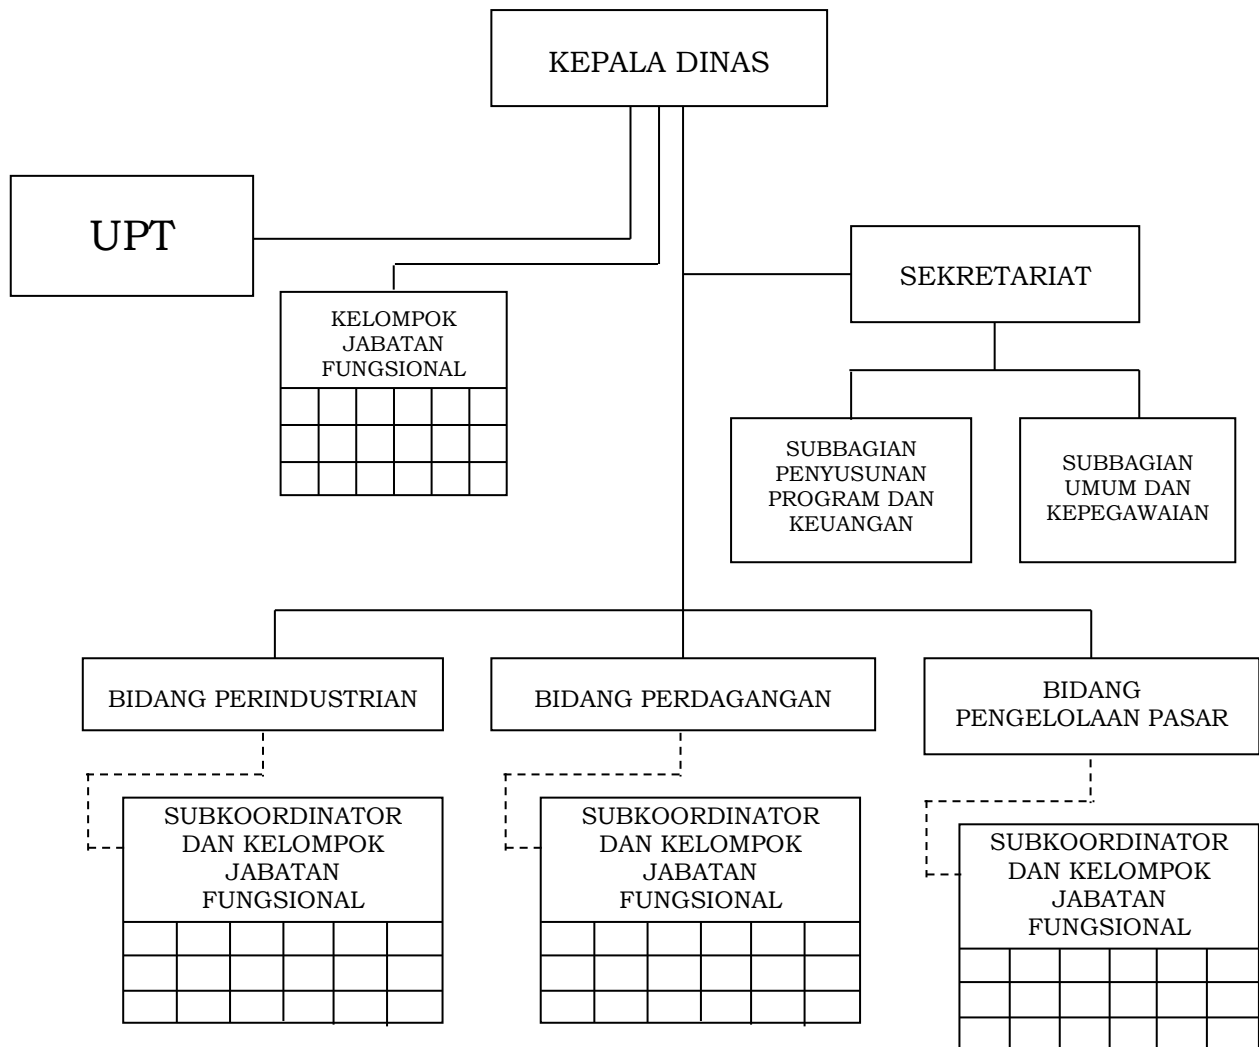 KEPALA DINAS
UPT
SEKRETARIAT
KELOMPOK
JABATAN
FUNGSIONAL
SUBBAGIAN
PENYUSUNAN
PROGRAM DAN
KEUANGAN
SUBBAGIAN
UMUM DAN
KEPEGAWAIAN
BIDANG PERINDUSTRIAN
BIDANG PERDAGANGAN
BIDANG
PENGELOLAAN PASAR
SUBKOORDINATOR
DAN KELOMPOK
JABATAN
FUNGSIONAL
SUBKOORDINATOR
DAN KELOMPOK
JABATAN
FUNGSIONAL
SUBKOORDINATOR
DAN KELOMPOK
JABATAN
FUNGSIONAL